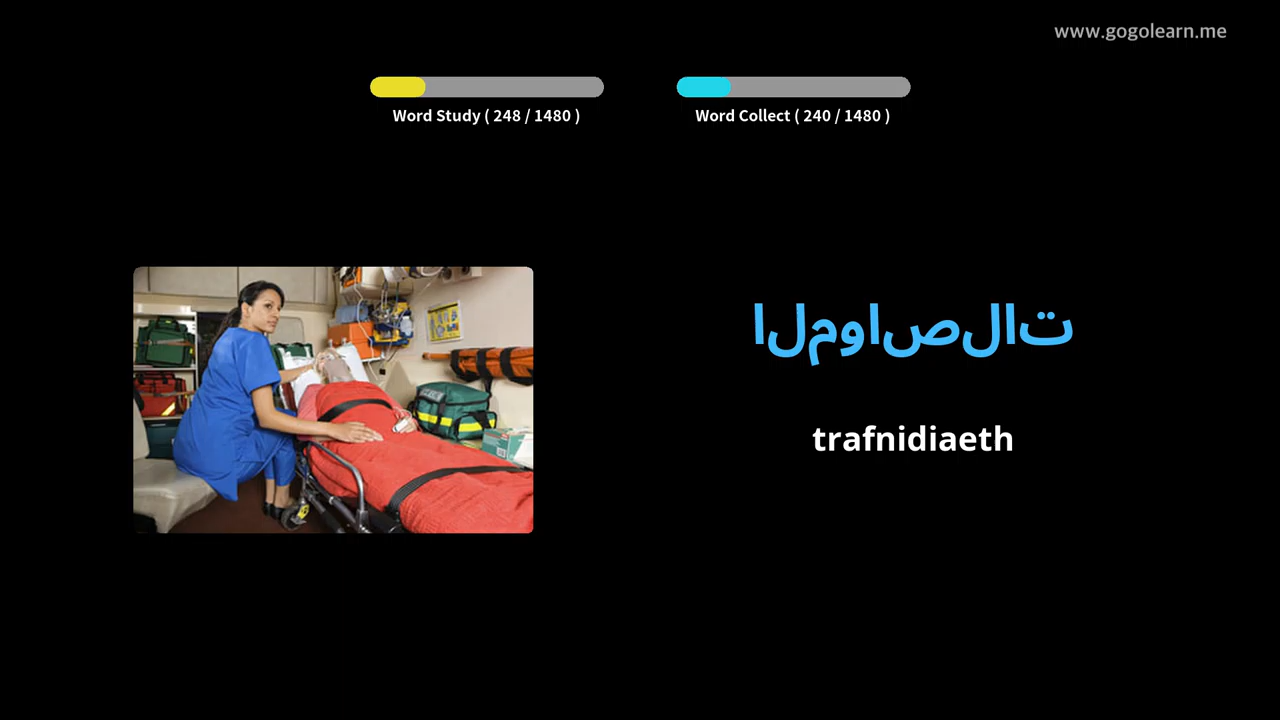 www.gogolearn.me
Word Study ( 248 / 1480 )
Word Collect ( 240 / 1480 )
المواصلات
trafnidiaeth